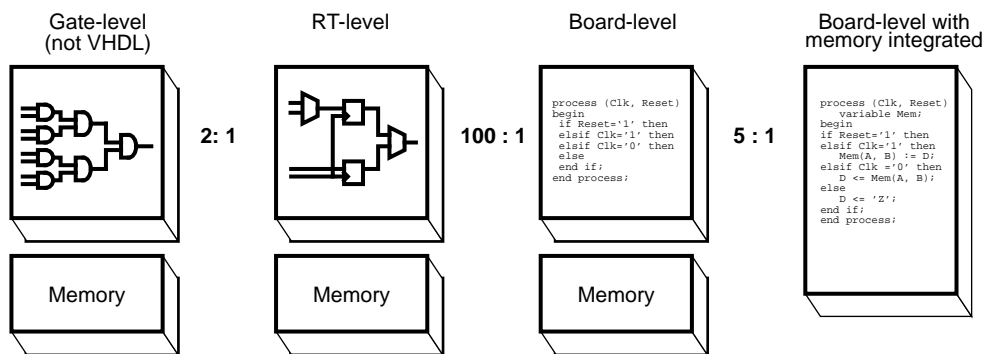 Gate-level
(not VHDL)
RT-level
Board-level
Board-level with
memory integrated
2: 1
100 : 1
5 : 1
process (Clk, Reset)
begin
if Reset=‘1’ then
elsif Clk=’1’ then
elsif Clk=’0’ then
else
end if;
end process;
process (Clk, Reset)
variable Mem;
begin
if Reset=’1’ then
elsif Clk=’1’ then
Mem(A, B) := D;
elsif Clk =’0’ then
D <= Mem(A, B);
else
D <= ’Z’;
end if;
end process;
Memory
Memory
Memory